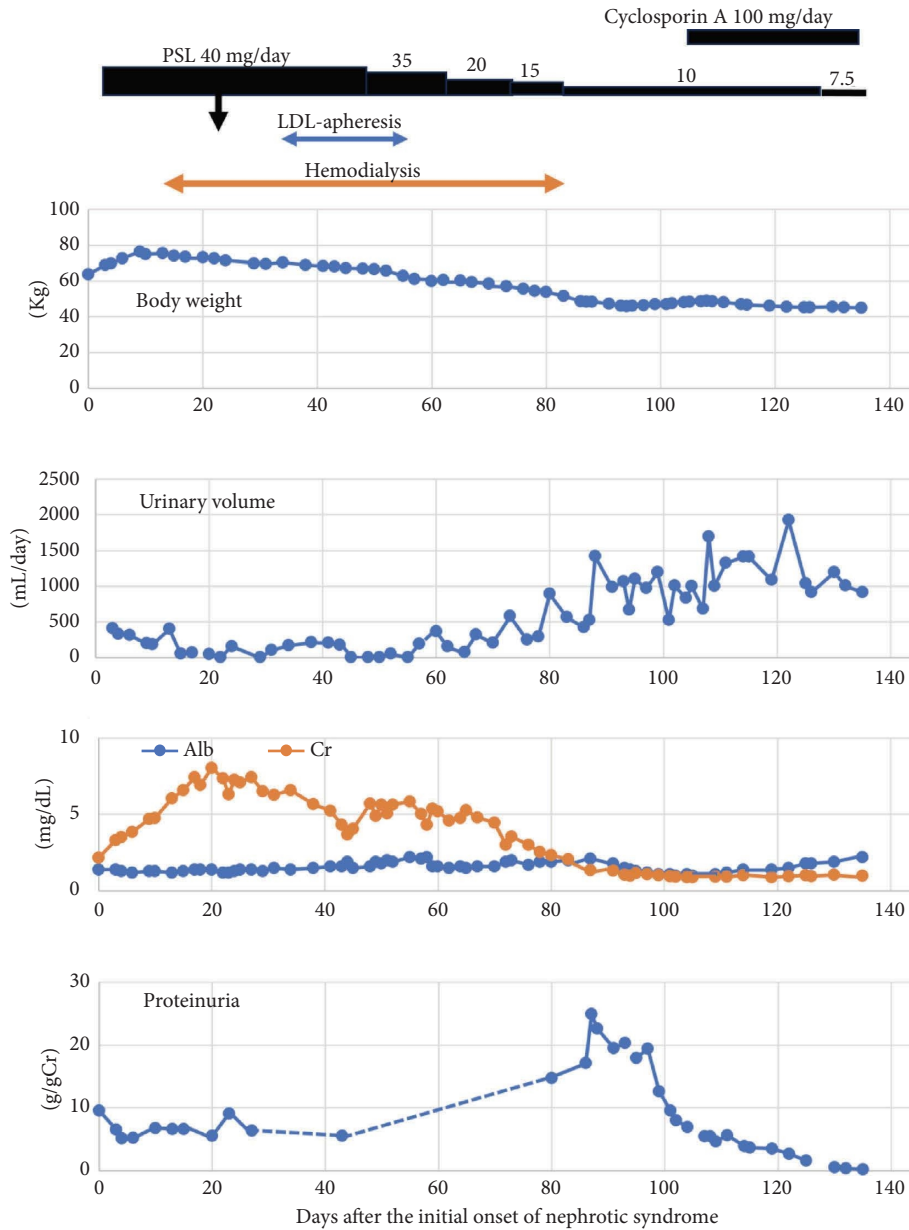 Cyclosporin A 100 mg/day
PSL 40 mg/day 35 20 15 10 7.5
LDL-apheresis
Hemodialysis
100
80
60
40
20
0
(Kg)
Body weight
0 20 40 60 80 100 120 140
2500
2000
1500
1000
500
0
(mL/day)
Urinary volume
0 20 40 60 80 100 120 140
10
5
0
(mg/dL)
Alb Cr
0 20 40 60 80 100 120 140
30
20
10
0
(g/gCr)
Proteinuria
0 20 40 60 80 100 120 140
Days after the initial onset of nephrotic syndrome